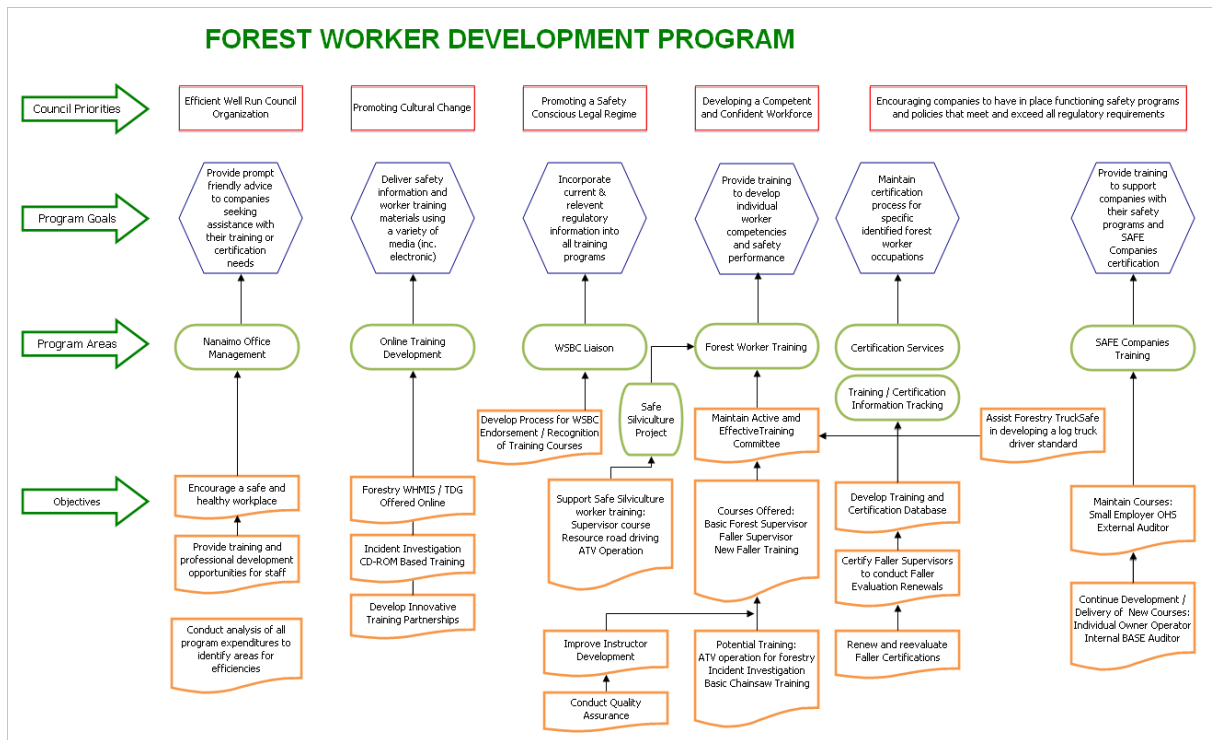 FOREST WORKER DEVELOPMENT PROGRAM
Council Priorities
Efficient Well Run Council
Organization
Promoting Cultural Change
Promoting a Safety
Conscious Legal Regime
Developing a Competent
and Confident Workforce
Encouraging companies to have in place functioning safety programs
and policies that meet and exceed all regulatory requirements
Program Goals
Provide prompt
friendly advice
to companies
seeking
assistance with
their training or
certification
needs
Deliver safety
information and
worker training
materials using
a variety of
media (inc.
electronic)
Incorporate
current &
relevent
regulatory
information into
all training
programs
Provide training
to develop
individual
worker
competencies
and safety
performance
Maintain
certification
process for
specific
identified forest
worker
occupations
Provide training
to support
companies with
their safety
programs and
SAFE
Companies
certification
Program Areas
Nanaimo Office
Management
Online Training
Development
WSBC Liaison
Forest Worker Training
Certification Services
SAFE Companies
Training
Training / Certification
Information Tracking
Safe
Silviculture
Project
Objectives
Develop Process for WSBC
Endorsement / Recognition
of Training Courses
Maintain Active amd
EffectiveTraining
Committee
Assist Forestry TruckSafe
in developing a log truck
driver standard
Encourage a safe and
healthy workplace
Provide training and
professional development
opportunities for staff
Conduct analysis of all
program expenditures to
identify areas for
efficiencies
Forestry WHMIS / TDG
Offered Online
Incident Investigation
CD-ROM Based Training
Develop Innovative
Training Partnerships
Support Safe Silviculture
worker training:
Supervisor course
Resource road driving
ATV Operation
Improve Instructor
Development
Conduct Quality
Assurance
Courses Offered:
Basic Forest Supervisor
Faller Supervisor
New Faller Training
Potential Training:
ATV operation for forestry
Incident Investigation
Basic Chainsaw Training
Develop Training and
Certification Database
Certify Faller Supervisors
to conduct Faller
Evaluation Renewals
Renew and reevaluate
Faller Certifications
Maintain Courses:
Small Employer OHS
External Auditor
Continue Development /
Delivery of New Courses:
Individual Owner Operator
Internal BASE Auditor